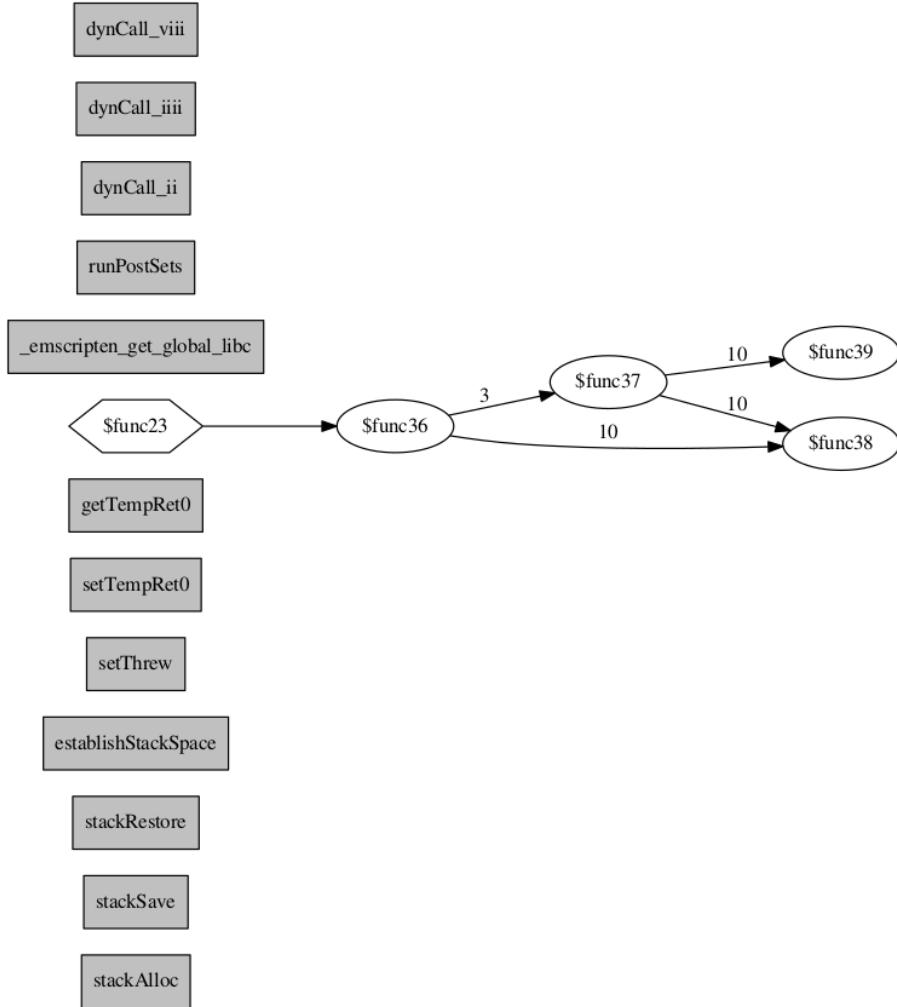 dynCall_viii
dynCall_iiii
dynCall_ii
runPostSets
_emscripten_get_global_libc
$func23
$func36
3
10
$func37
10
10
$func39
$func38
getTempRet0
setTempRet0
setThrew
establishStackSpace
stackRestore
stackSave
stackAlloc